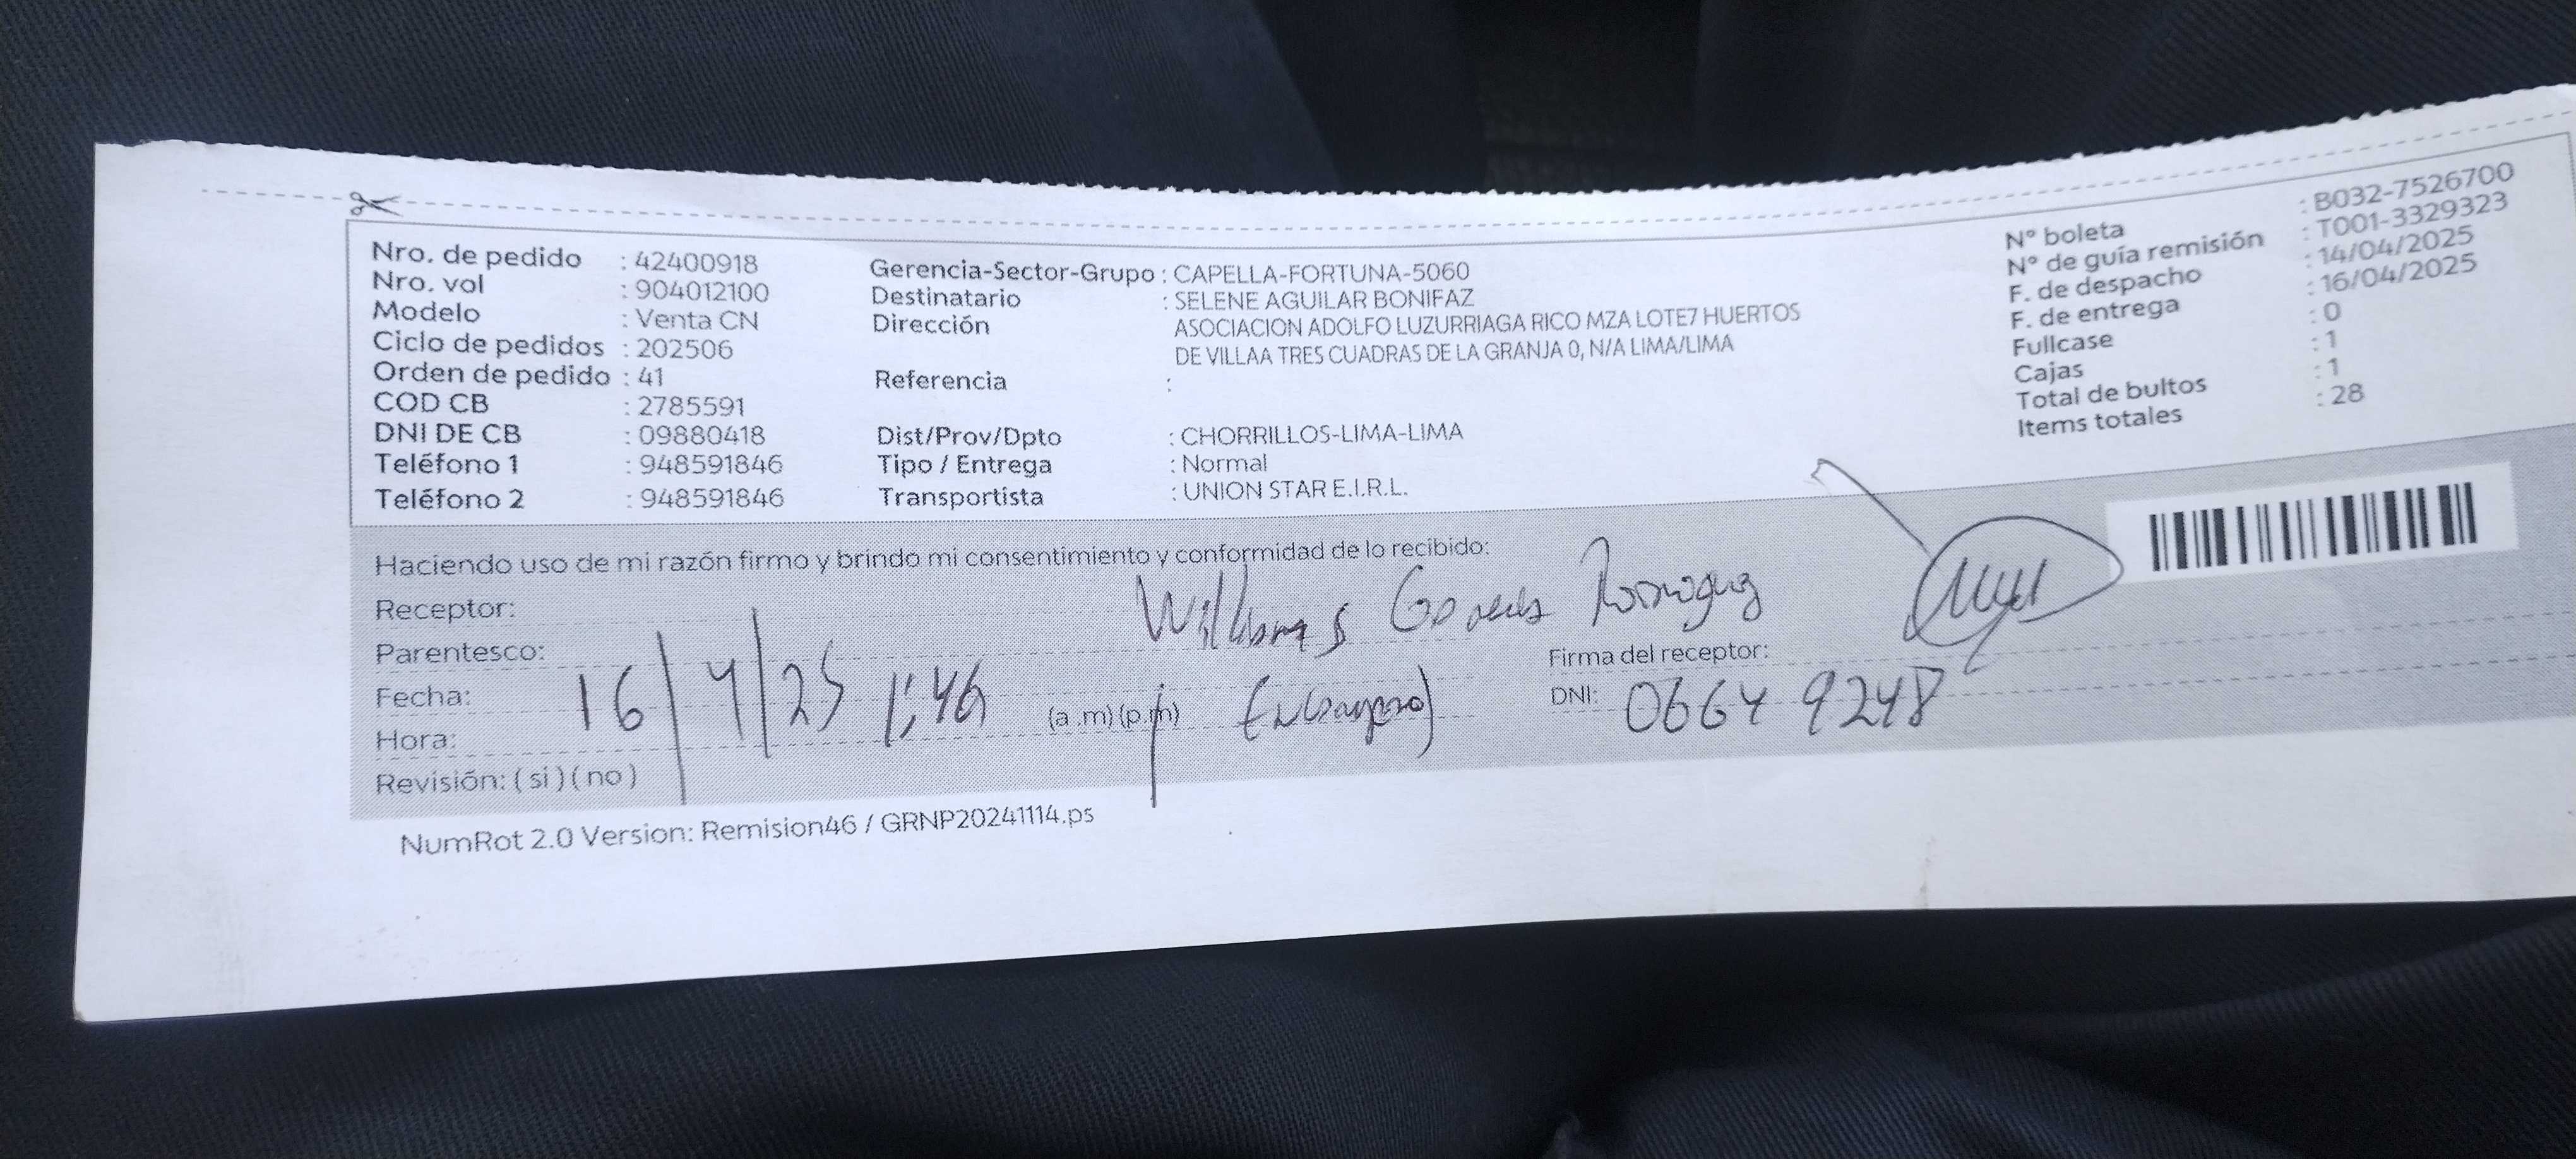 Nro. de pedido : 42400918
Nro. vol : 904012100
Modelo : Venta CN
Ciclo de pedidos : 202506
Orden de pedido : 41
COD CB : 2785591
DNI DE CB : 09880418
Teléfono 1 : 948591846
Teléfono 2 : 948591846
Gerencia-Sector-Grupo : CAPELLA-FORTUNA-5060
Destinatario : SELENE AGUILAR BONIFAZ
Dirección ASOCIACION ADOLFO LUZURRIAGA RICO MZA LOTE7 HUERTOS
DE VILLAA TRES CUADRAS DE LA GRANJA 0, N/A LIMA/LIMA
Referencia :
Dist/Prov/Dpto : CHORRILLOS-LIMA-LIMA
Tipo / Entrega : Normal
Transportista : UNION STAR E.I.R.L.
N° boleta : B032-7526700
N° de guía remisión : T001-3329323
F. de despacho : 14/04/2025
F. de entrega : 16/04/2025
Fullcase : 0
Cajas : 1
Total de bultos : 1
Items totales : 28
Haciendo uso de mi razón firmo y brindo mi consentimiento y conformidad de lo recibido:
Receptor: Williams
Parentesco:
Firma del receptor:
Fecha: 16/4/25 1:46
DNI: 06649248
Hora: (a.m)(p.m)
Revisión: ( si ) ( no )
NumRot 2.0 Version: Remision46 / GRNP20241114.ps